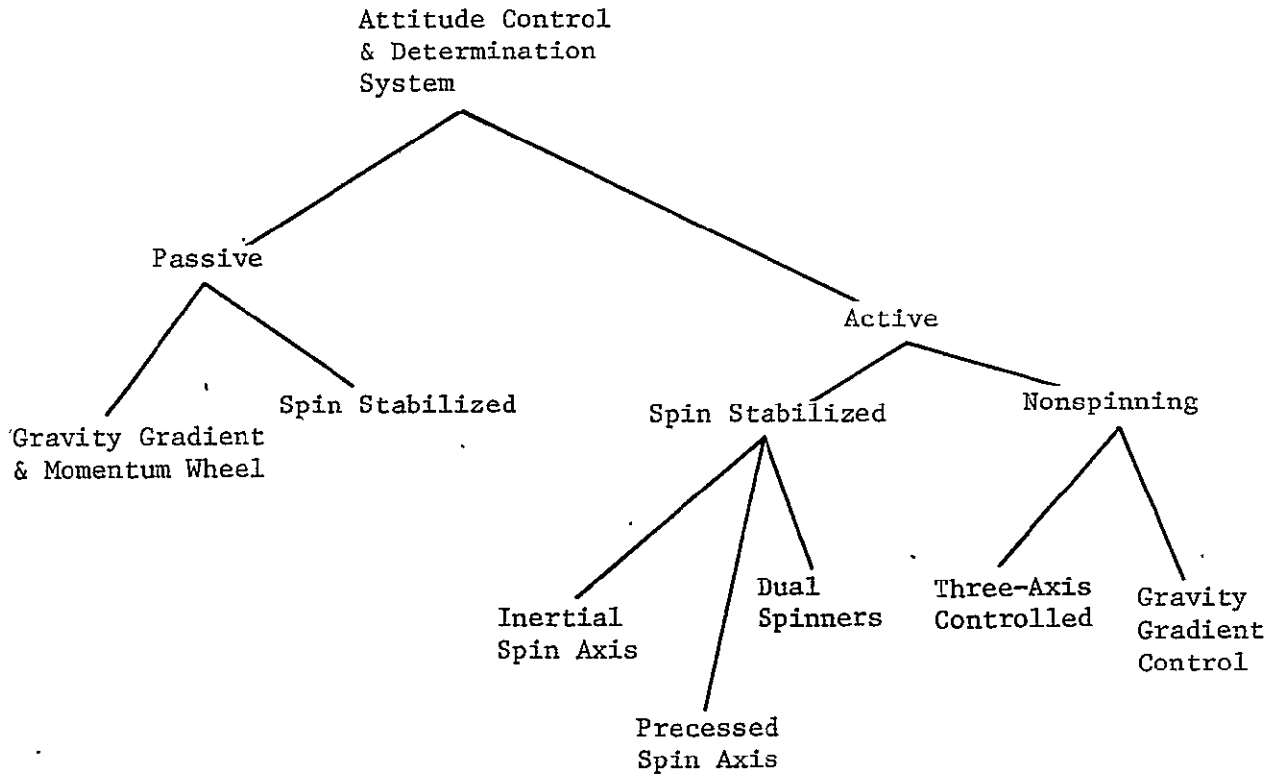 Attitude Control
& Determination
System
Passive
Active
Gravity Gradient
& Momentum Wheel
Spin Stabilized
Spin Stabilized
Nonspinning
Inertial
Spin Axis
Precessed
Spin Axis
Dual
Spinners
Three-Axis
Controlled
Gravity
Gradient
Control